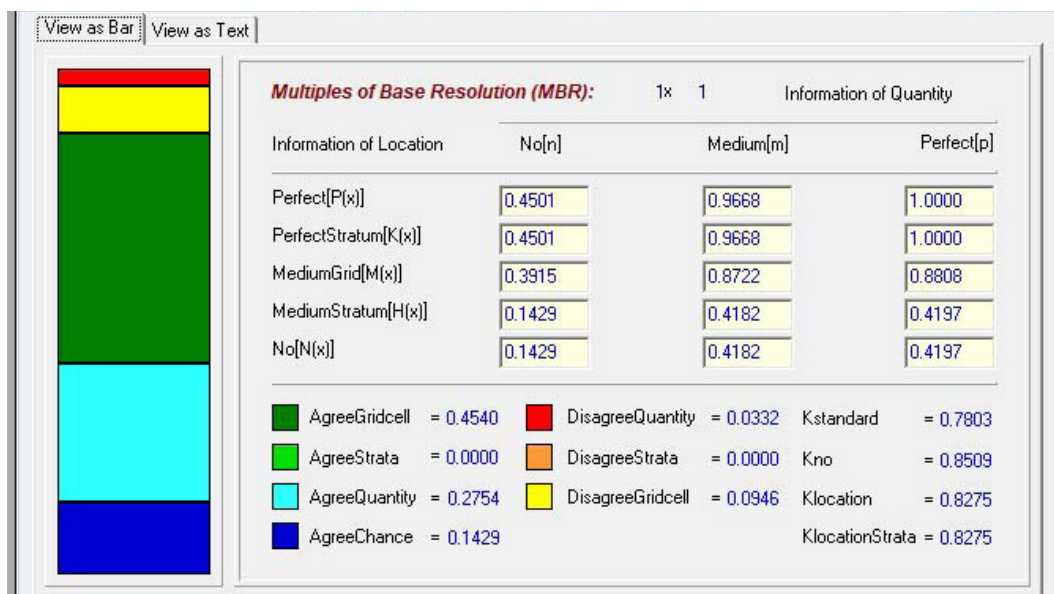 View as Bar View as Text
Multiples of Base Resolution (MBR): 1x 1 Information of Quantity
Information of Location No[n] Medium[m] Perfect[p]
Perfect[P(x)] 0.4501 0.9668 1.0000
PerfectStratum[K(x)] 0.4501 0.9668 1.0000
MediumGrid[M(x)] 0.3915 0.8722 0.8808
MediumStratum[H(x)] 0.1429 0.4182 0.4197
No[N(x)] 0.1429 0.4182 0.4197
AgreeGridcell = 0.4540 DisagreeQuantity = 0.0332 Kstandard = 0.7803
AgreeStrata = 0.0000 DisagreeStrata = 0.0000 Kno = 0.8509
AgreeQuantity = 0.2754 DisagreeGridcell = 0.0946 Klocation = 0.8275
AgreeChance = 0.1429 KlocationStrata = 0.8275